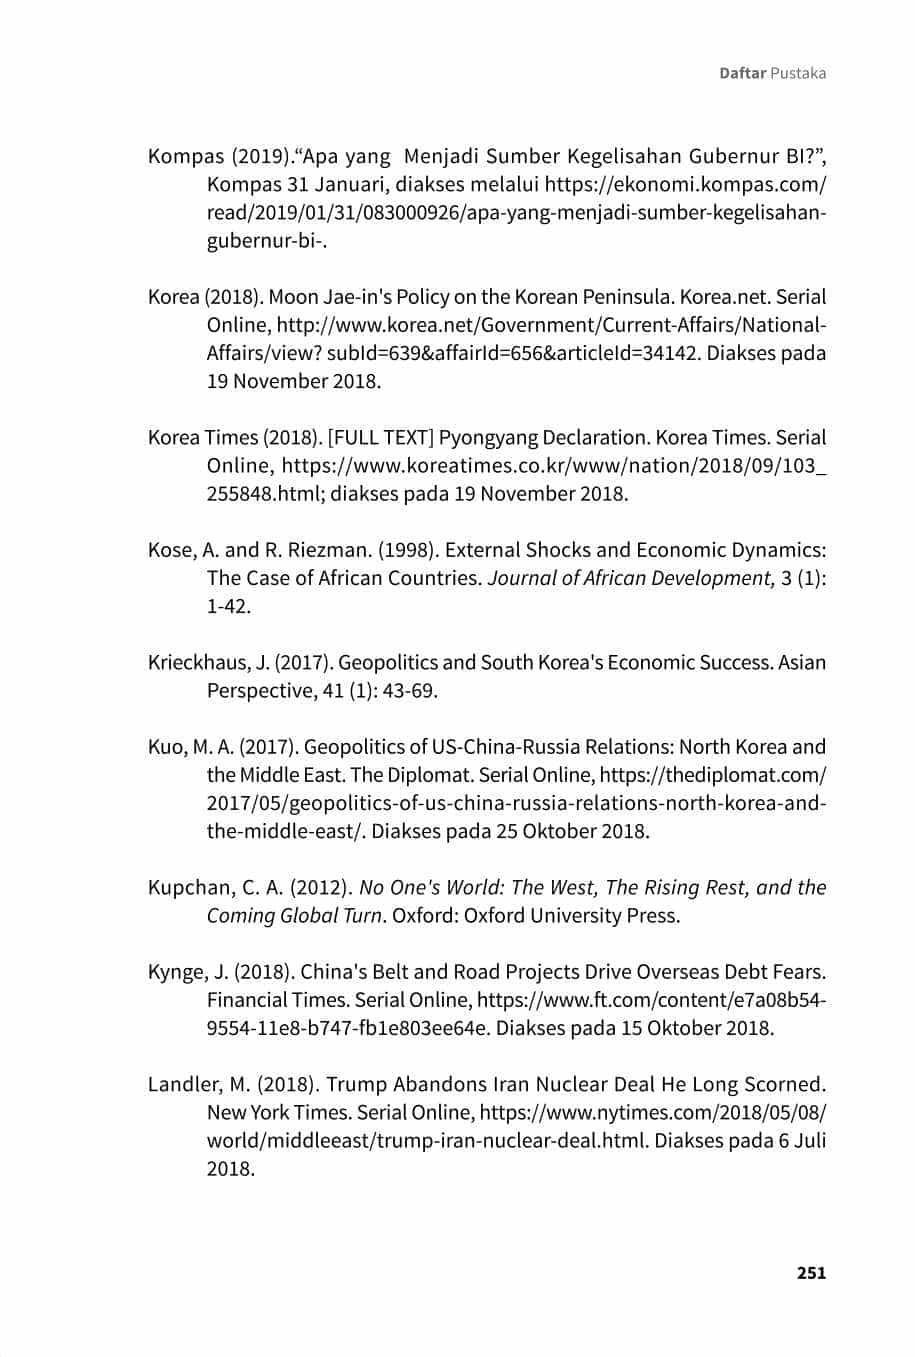 Daftar Pustaka
Kompas (2019).“Apa yang  Menjadi Sumber Kegelisahan Gubernur BI?”,
Kompas 31 Januari, diakses melalui https://ekonomi.kompas.com/
read/2019/01/31/083000926/apa-yang-menjadi-sumber-kegelisahan-
gubernur-bi-.
Korea (2018). Moon Jae-in's Policy on the Korean Peninsula. Korea.net. Serial
Online, http://www.korea.net/Government/Current-Affairs/National-
Affairs/view? subId=639&affairId=656&articleId=34142. Diakses pada
19 November 2018.
Korea Times (2018). [FULL TEXT] Pyongyang Declaration. Korea Times. Serial
Online, https://www.koreatimes.co.kr/www/nation/2018/09/103_
255848.html; diakses pada 19 November 2018.
Kose, A. and R. Riezman. (1998). External Shocks and Economic Dynamics:
The Case of African Countries. Journal of African Development, 3 (1):
1-42.
Krieckhaus, J. (2017). Geopolitics and South Korea's Economic Success. Asian
Perspective, 41 (1): 43-69.
Kuo, M. A. (2017). Geopolitics of US-China-Russia Relations: North Korea and
the Middle East. The Diplomat. Serial Online, https://thediplomat.com/
2017/05/geopolitics-of-us-china-russia-relations-north-korea-and-
the-middle-east/. Diakses pada 25 Oktober 2018.
Kupchan, C. A. (2012). No One's World: The West, The Rising Rest, and the
Coming Global Turn. Oxford: Oxford University Press.
Kynge, J. (2018). China's Belt and Road Projects Drive Overseas Debt Fears.
Financial Times. Serial Online, https://www.ft.com/content/e7a08b54-
9554-11e8-b747-fb1e803ee64e. Diakses pada 15 Oktober 2018.
Landler, M. (2018). Trump Abandons Iran Nuclear Deal He Long Scorned.
New York Times. Serial Online, https://www.nytimes.com/2018/05/08/
world/middleeast/trump-iran-nuclear-deal.html. Diakses pada 6 Juli
2018.
251